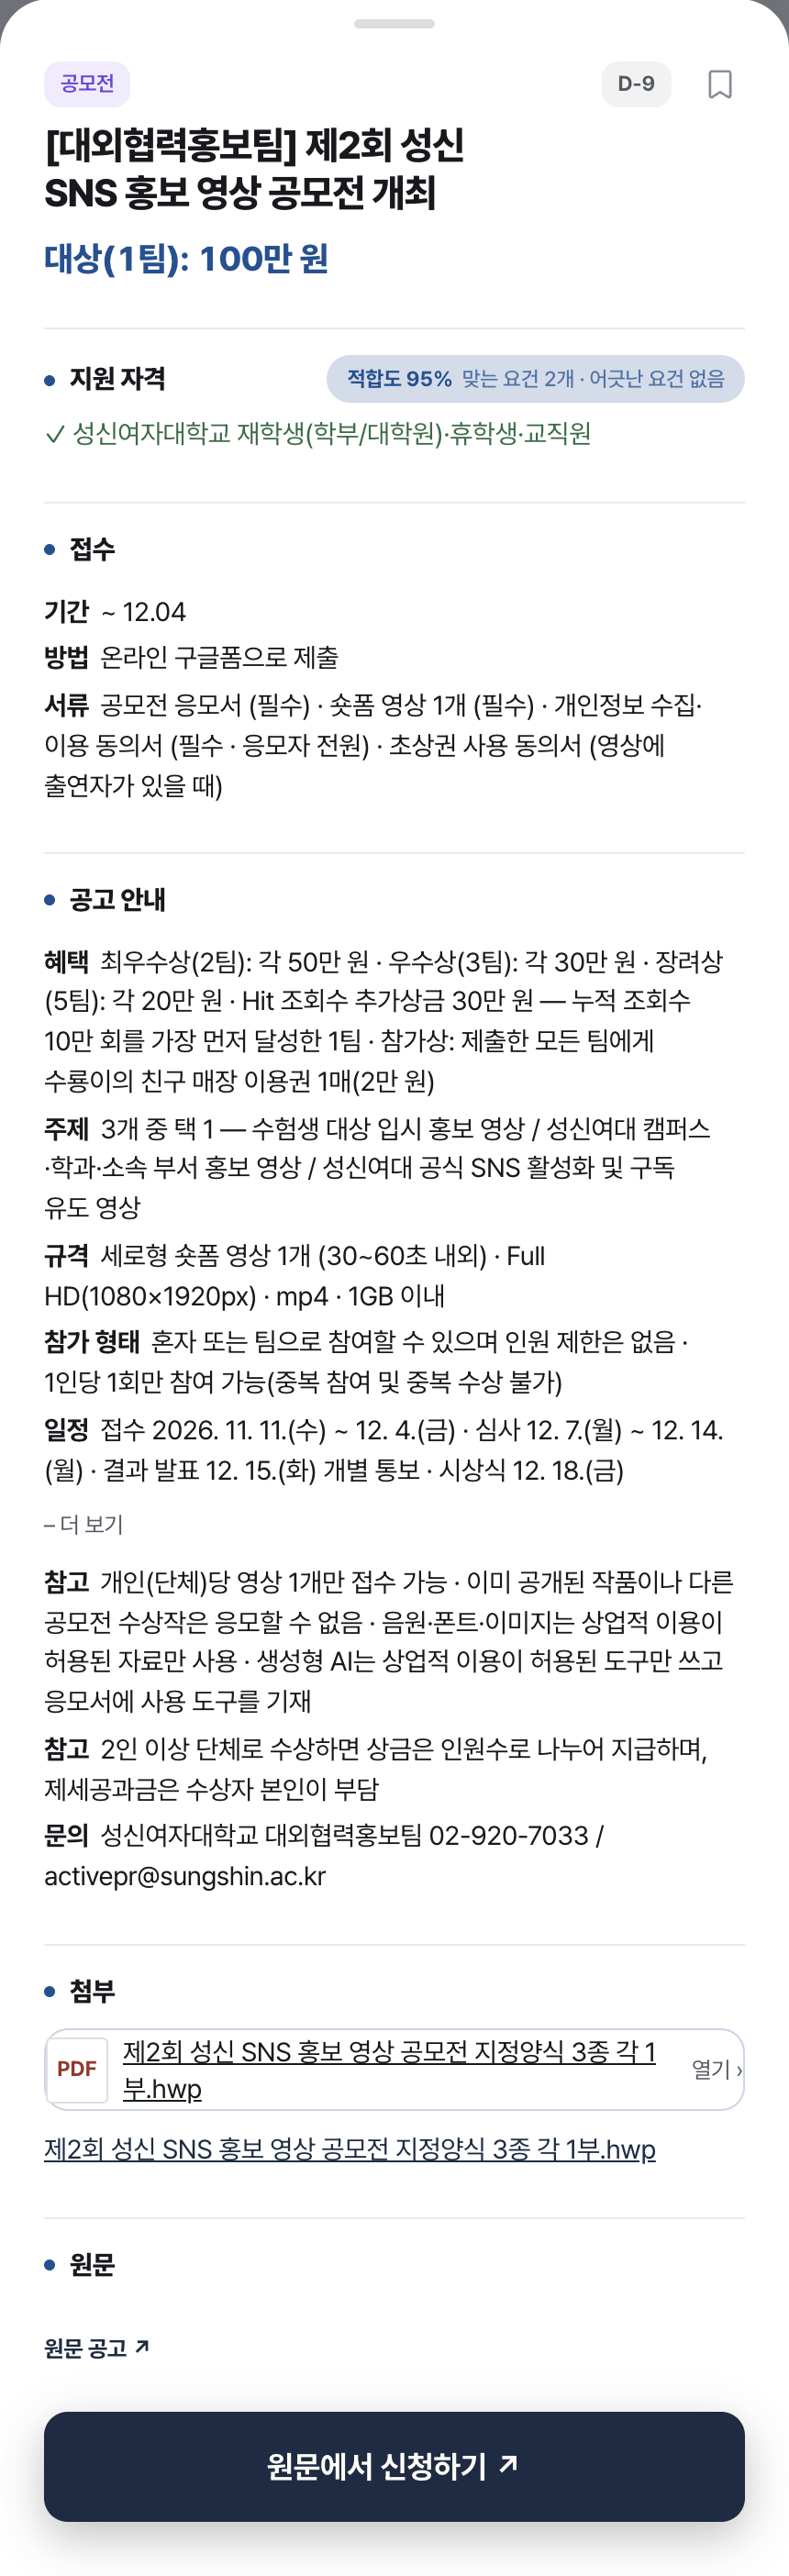 공모전
D-9
[대외협력홍보팀] 제2회 성신
SNS 홍보 영상 공모전 개최
대상(1팀): 100만 원
지원 자격
적합도 95% 맞는 요건 2개 · 어긋난 요건 없음
✓ 성신여자대학교 재학생(학부/대학원)·휴학생·교직원
접수
기간 ~ 12.04
방법 온라인 구글폼으로 제출
서류 공모전 응모서 (필수) · 숏폼 영상 1개 (필수) · 개인정보 수집·
이용 동의서 (필수 · 응모자 전원) · 초상권 사용 동의서 (영상에
출연자가 있을 때)
공고 안내
혜택 최우수상(2팀): 각 50만 원 · 우수상(3팀): 각 30만 원 · 장려상
(5팀): 각 20만 원 · Hit 조회수 추가상금 30만 원 — 누적 조회수
10만 회를 가장 먼저 달성한 1팀 · 참가상: 제출한 모든 팀에게
수룡이의 친구 매장 이용권 1매(2만 원)
주제 3개 중 택 1 — 수험생 대상 입시 홍보 영상 / 성신여대 캠퍼스
·학과·소속 부서 홍보 영상 / 성신여대 공식 SNS 활성화 및 구독
유도 영상
규격 세로형 숏폼 영상 1개 (30~60초 내외) · Full
HD(1080×1920px) · mp4 · 1GB 이내
참가 형태 혼자 또는 팀으로 참여할 수 있으며 인원 제한은 없음 ·
1인당 1회만 참여 가능(중복 참여 및 중복 수상 불가)
일정 접수 2026. 11. 11.(수) ~ 12. 4.(금) · 심사 12. 7.(월) ~ 12. 14.
(월) · 결과 발표 12. 15.(화) 개별 통보 · 시상식 12. 18.(금)
– 더 보기
참고 개인(단체)당 영상 1개만 접수 가능 · 이미 공개된 작품이나 다른
공모전 수상작은 응모할 수 없음 · 음원·폰트·이미지는 상업적 이용이
허용된 자료만 사용 · 생성형 AI는 상업적 이용이 허용된 도구만 쓰고
응모서에 사용 도구를 기재
참고 2인 이상 단체로 수상하면 상금은 인원수로 나누어 지급하며,
제세공과금은 수상자 본인이 부담
문의 성신여자대학교 대외협력홍보팀 02-920-7033 /
activepr@sungshin.ac.kr
첨부
PDF
제2회 성신 SNS 홍보 영상 공모전 지정양식 3종 각 1
부.hwp
열기 ›
제2회 성신 SNS 홍보 영상 공모전 지정양식 3종 각 1부.hwp
원문
원문 공고 ↗
원문에서 신청하기 ↗